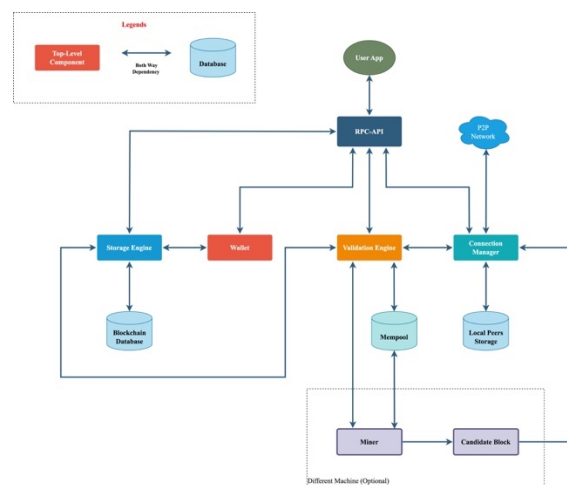 Legends
Top-Level
Component
Both Way
Dependency
Database
User App
RPC-API
P2P
Network
Storage Engine
Wallet
Validation Engine
Connection
Manager
Blockchain
Database
Mempool
Local Peers
Storage
Miner
Candidate Block
Different Machine (Optional)